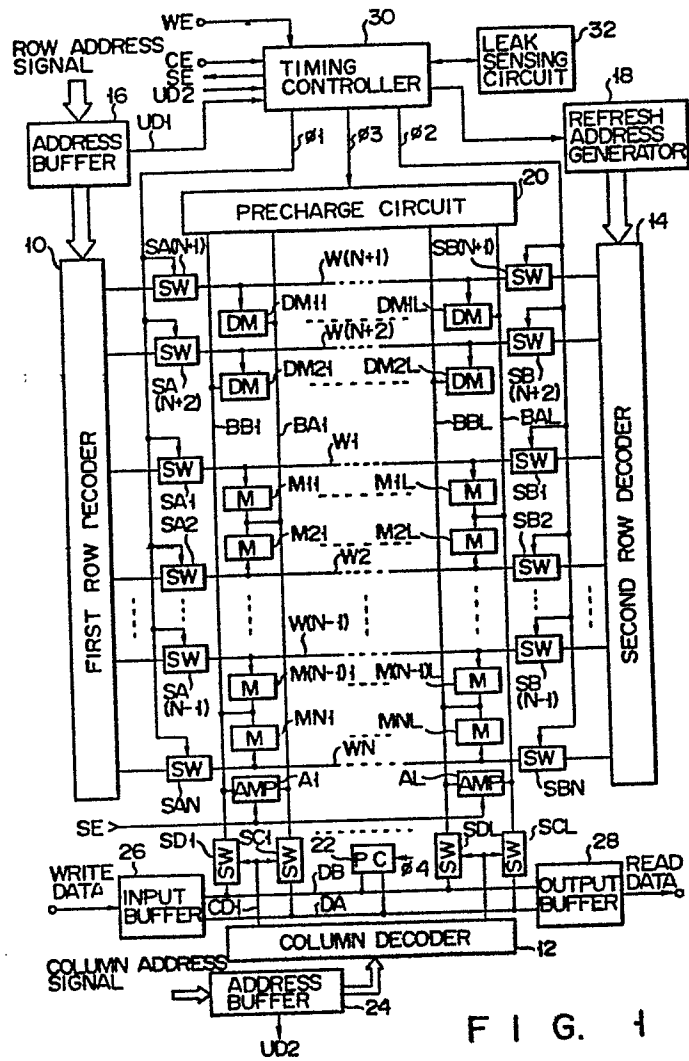 WE
30
ROW ADDRESS
SIGNAL
CE
SE
UD2
TIMING
CONTROLLER
LEAK
SENSING
CIRCUIT
32
16
UD1
ADDRESS
BUFFER
ø1
ø3
ø2
18
REFRESH
ADDRESS
GENERATOR
20
PRECHARGE CIRCUIT
10
SA(N+1)
W(N+1)
SB(N+1)
14
SW
SW
DM11
DM1L
DM
DM
W(N+2)
SW
SW
DM21
DM2L
SA
(N+2)
DM
DM
SB
(N+2)
BB1
BA1
BBL
BAL
W1
SW
SW
SA1
M
M11
M1L
M
SB1
SA2
M
M21
M2L
M
SB2
SW
W2
SW
FIRST ROW DECODER
SECOND ROW DECODER
W(N-1)
SW
SW
SA
(N-1)
M
M(N-1)1
M(N-1)L
M
SB
(N-1)
MN1
MNL
M
M
SW
WN
SW
SAN
AMP
A1
AL
AMP
SBN
SE
SD1
SC1
22
SDL
SCL
SW
SW
PC
ø4
SW
SW
28
WRITE
DATA
26
DB
READ
DATA
INPUT
BUFFER
OUTPUT
BUFFER
CD1
DA
COLUMN DECODER
12
COLUMN ADDRESS
SIGNAL
ADDRESS
BUFFER
24
UD2
FIG. 1